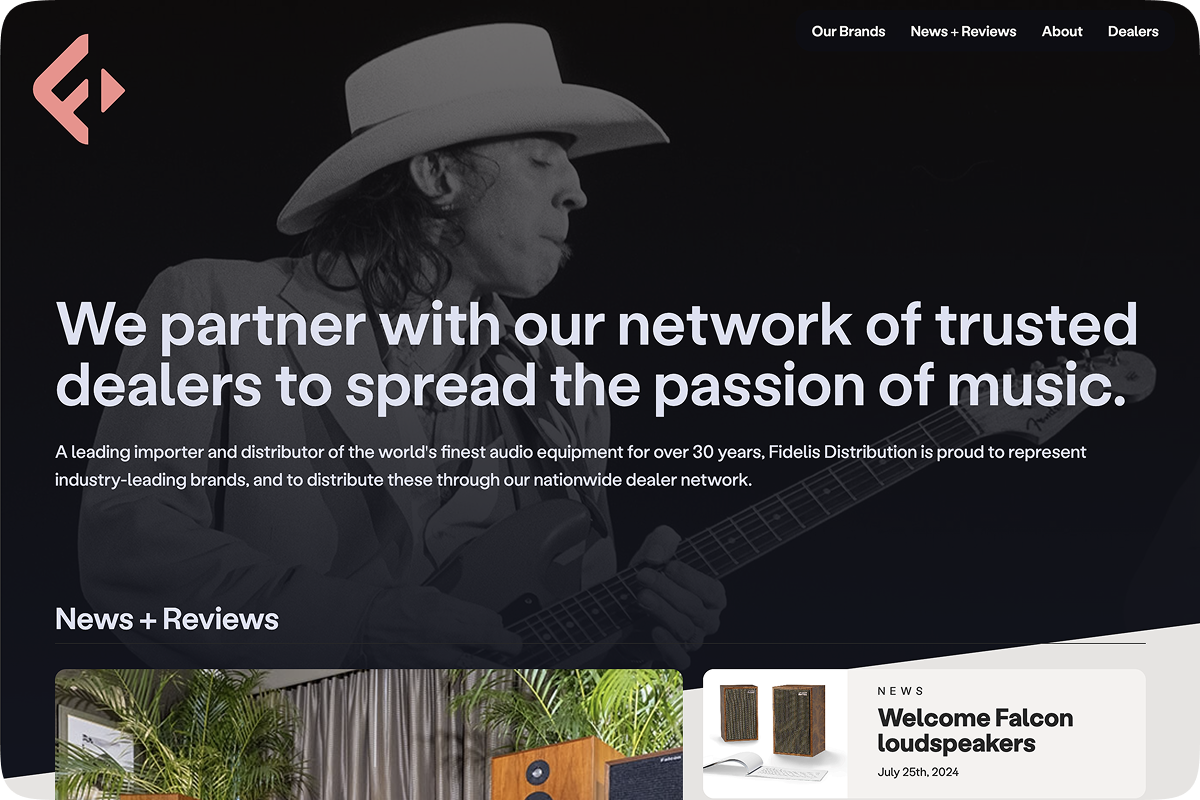 Our Brands
News + Reviews
About
Dealers
We partner with our network of trusted
dealers to spread the passion of music.
Fender
A leading importer and distributor of the world's finest audio equipment for over 30 years, Fidelis Distribution is proud to represent
industry-leading brands, and to distribute these through our nationwide dealer network.
News + Reviews
NEWS
Welcome Falcon
loudspeakers
July 25th, 2024
Falcon